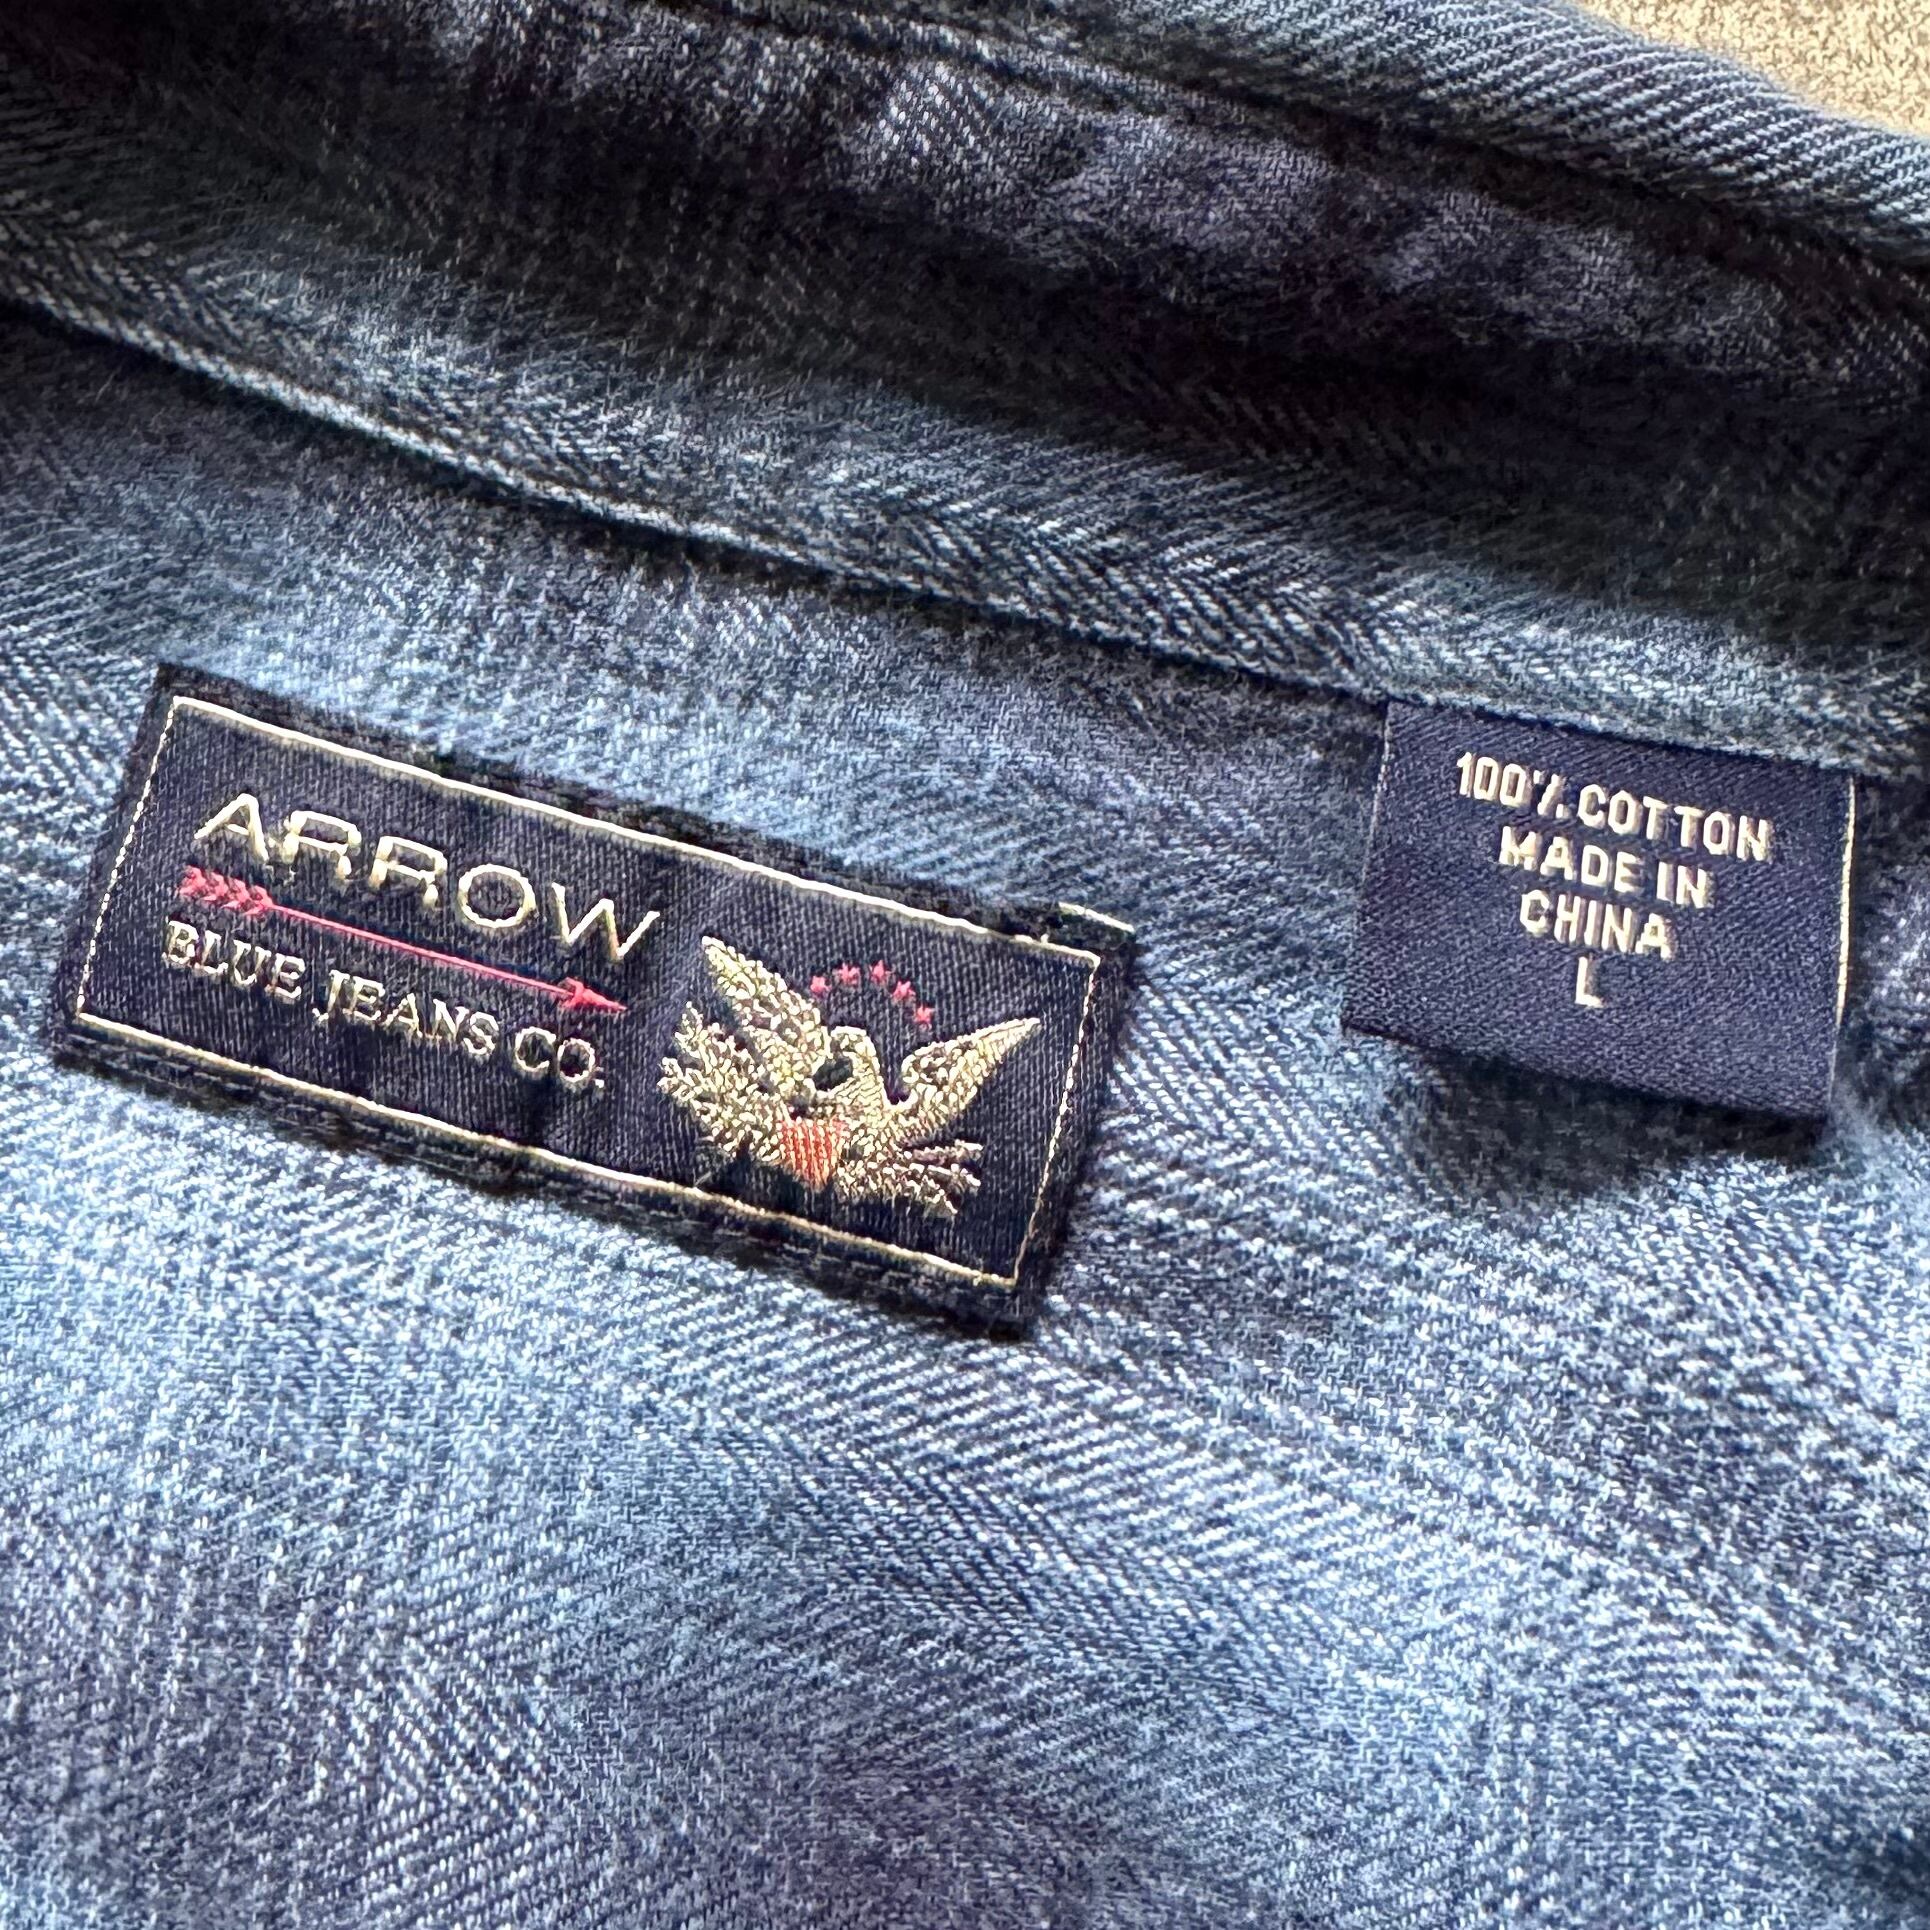 ARROW
BLUE JEANS CO.
100% COTTON
MADE IN
CHINA
L